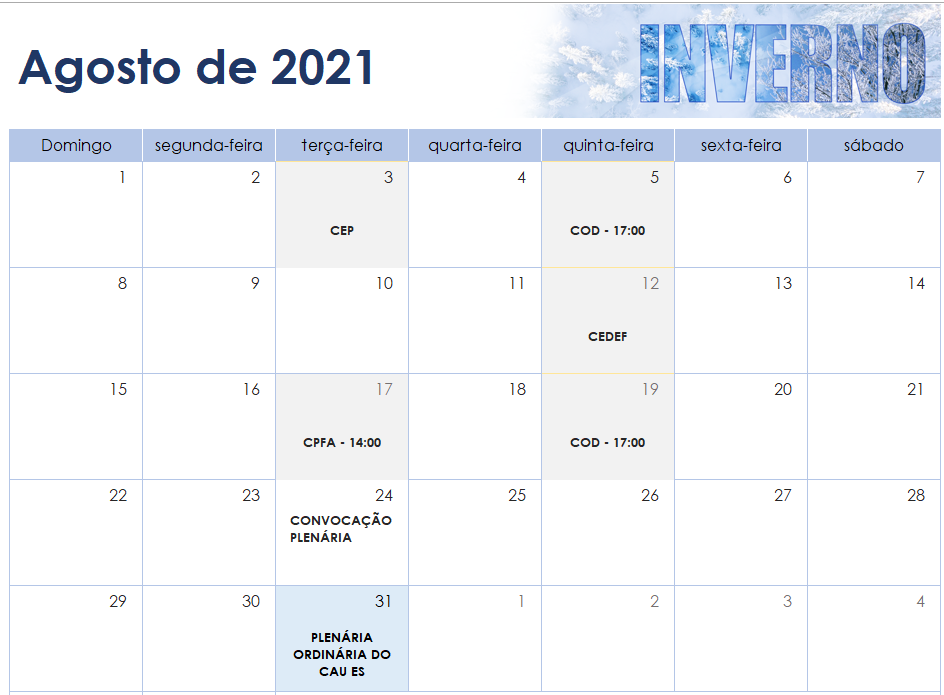 Agosto de 2021
INVERNO
Domingo segunda-feira terça-feira quarta-feira quinta-feira sexta-feira sábado
1 2 3 4 5 6 7
CEP COD - 17:00
8 9 10 11 12 13 14
CEDEF
15 16 17 18 19 20 21
CPFA - 14:00 COD - 17:00
22 23 24 25 26 27 28
CONVOCAÇÃO
PLENÁRIA
29 30 31 1 2 3 4
PLENÁRIA
ORDINÁRIA DO
CAU ES